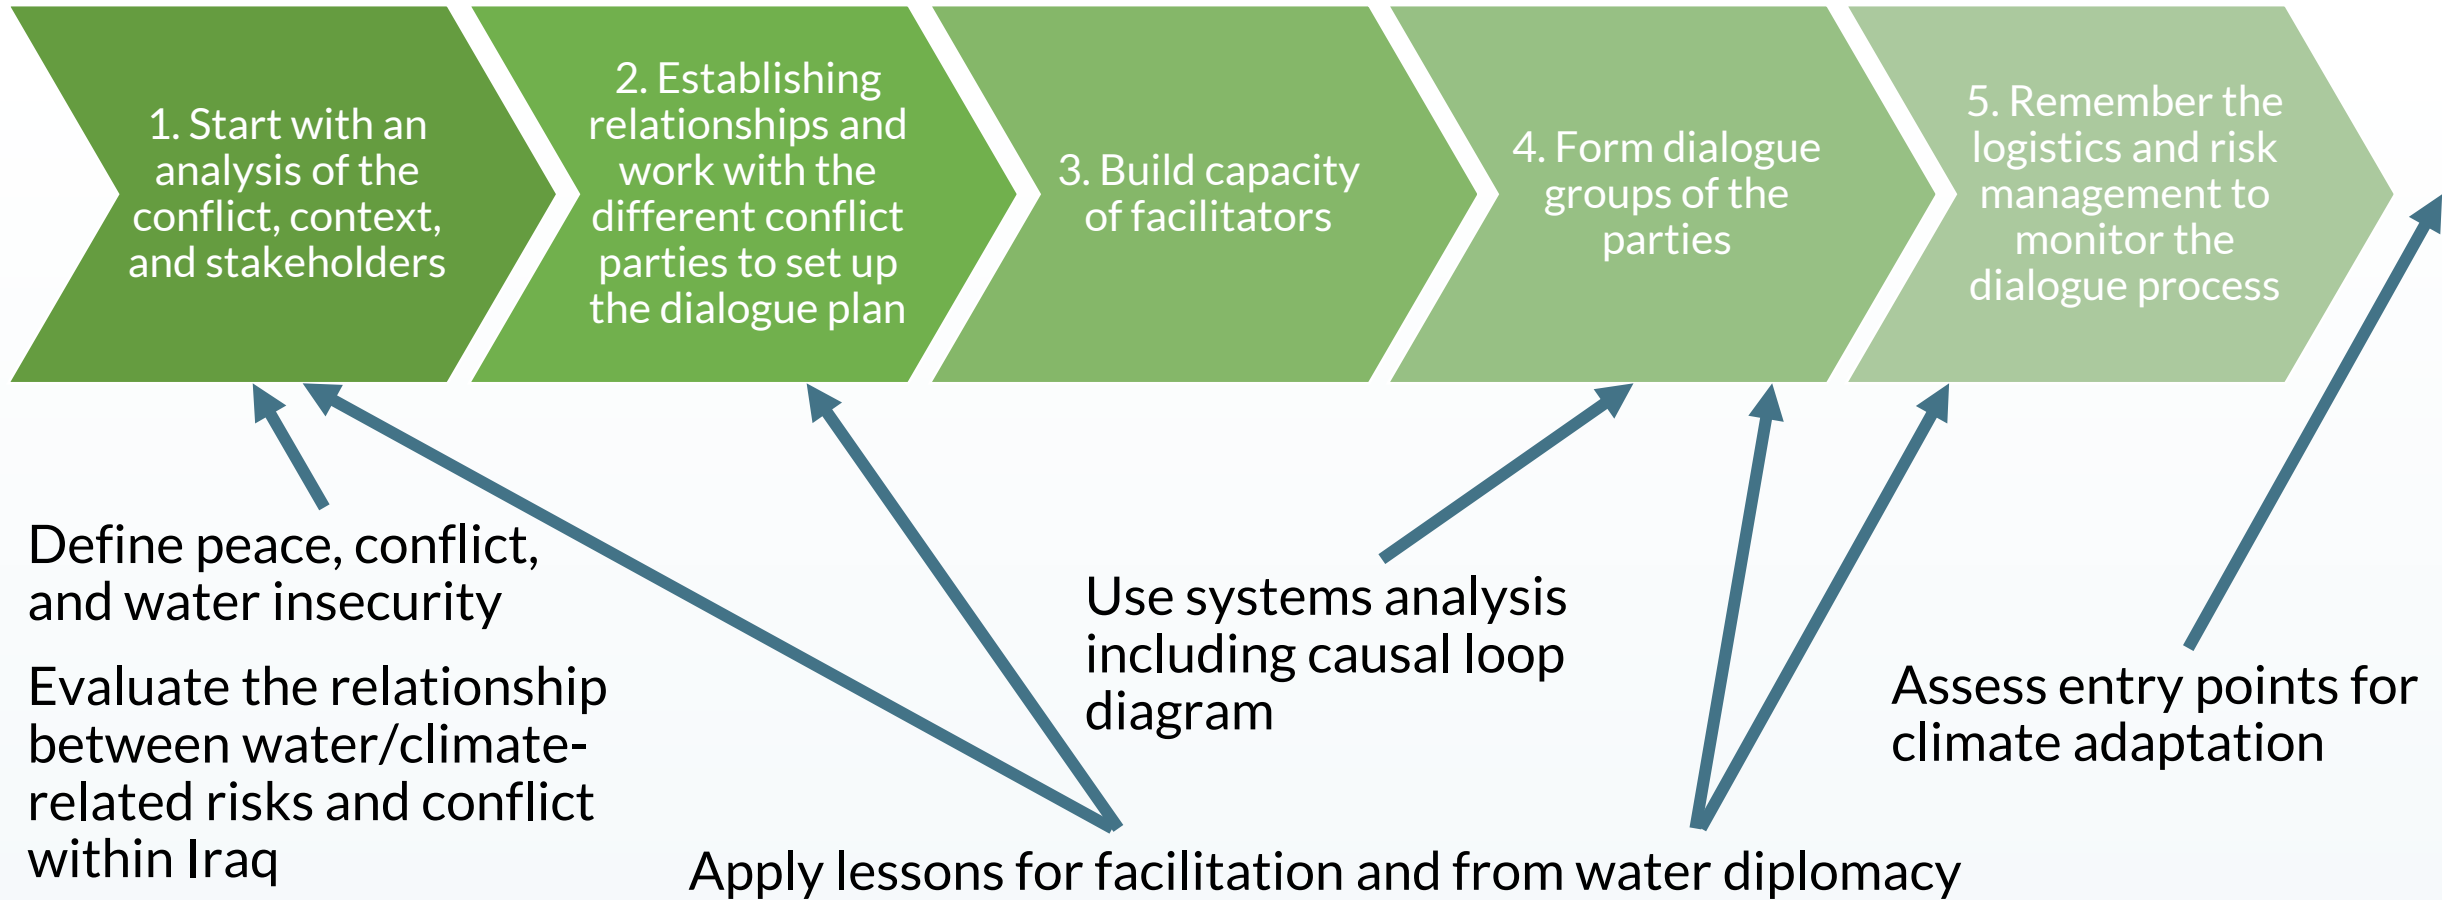 1. Start with an
analysis of the
conflict, context,
and stakeholders
2. Establishing
relationships and
work with the
different conflict
parties to set up
the dialogue plan
3. Build capacity
of facilitators
4. Form dialogue
groups of the
parties
5. Remember the
logistics and risk
management to
monitor the
dialogue process
Define peace, conflict,
and water insecurity
Evaluate the relationship
between water/climate-
related risks and conflict
within Iraq
Use systems analysis
including causal loop
diagram
Assess entry points for
climate adaptation
Apply lessons for facilitation and from water diplomacy